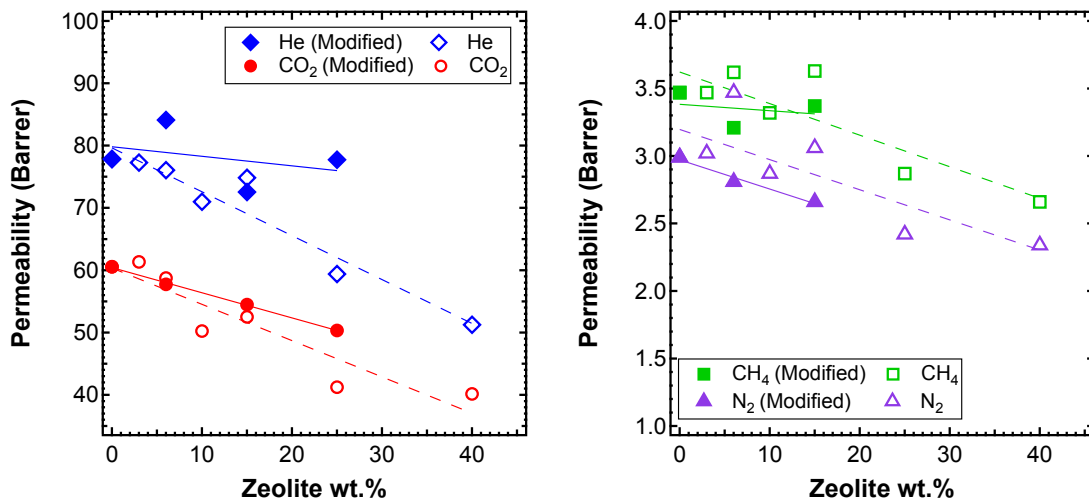 100
90
80
70
60
50
40
Permeability (Barrer)
He (Modified) He
CO₂ (Modified) CO₂
0 10 20 30 40
Zeolite wt.%
4.0
3.5
3.0
2.5
2.0
1.5
1.0
Permeability (Barrer)
CH₄ (Modified) CH₄
N₂ (Modified) N₂
0 10 20 30 40
Zeolite wt.%